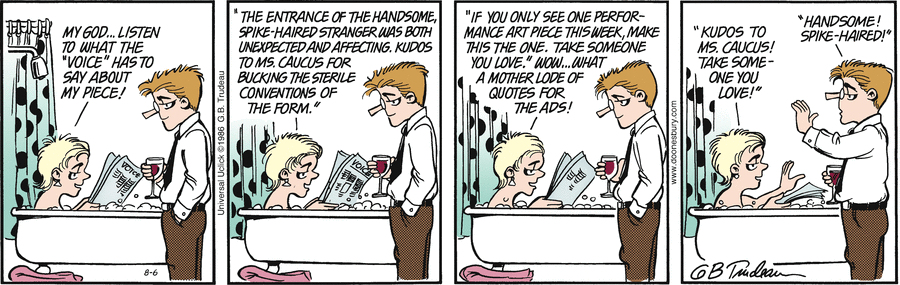 MY GOD... LISTEN
TO WHAT THE
"VOICE" HAS TO
SAY ABOUT
MY PIECE!
VOICE
8-6
Universal Uclick ©1986 G.B. Trudeau
"THE ENTRANCE OF THE HANDSOME,
SPIKE-HAIRED STRANGER WAS BOTH
UNEXPECTED AND AFFECTING. KUDOS
TO MS. CAUCUS FOR
BUCKING THE STERILE
CONVENTIONS OF
THE FORM."
"IF YOU ONLY SEE ONE PERFOR-
MANCE ART PIECE THIS WEEK, MAKE
THIS THE ONE. TAKE SOMEONE
YOU LOVE." WOW... WHAT
A MOTHER LODE OF
QUOTES FOR
THE ADS!
www.doonesbury.com
"KUDOS TO
MS. CAUCUS!
TAKE SOME-
ONE YOU
LOVE!"
"HANDSOME!
SPIKE-HAIRED!"
GB Trudeau